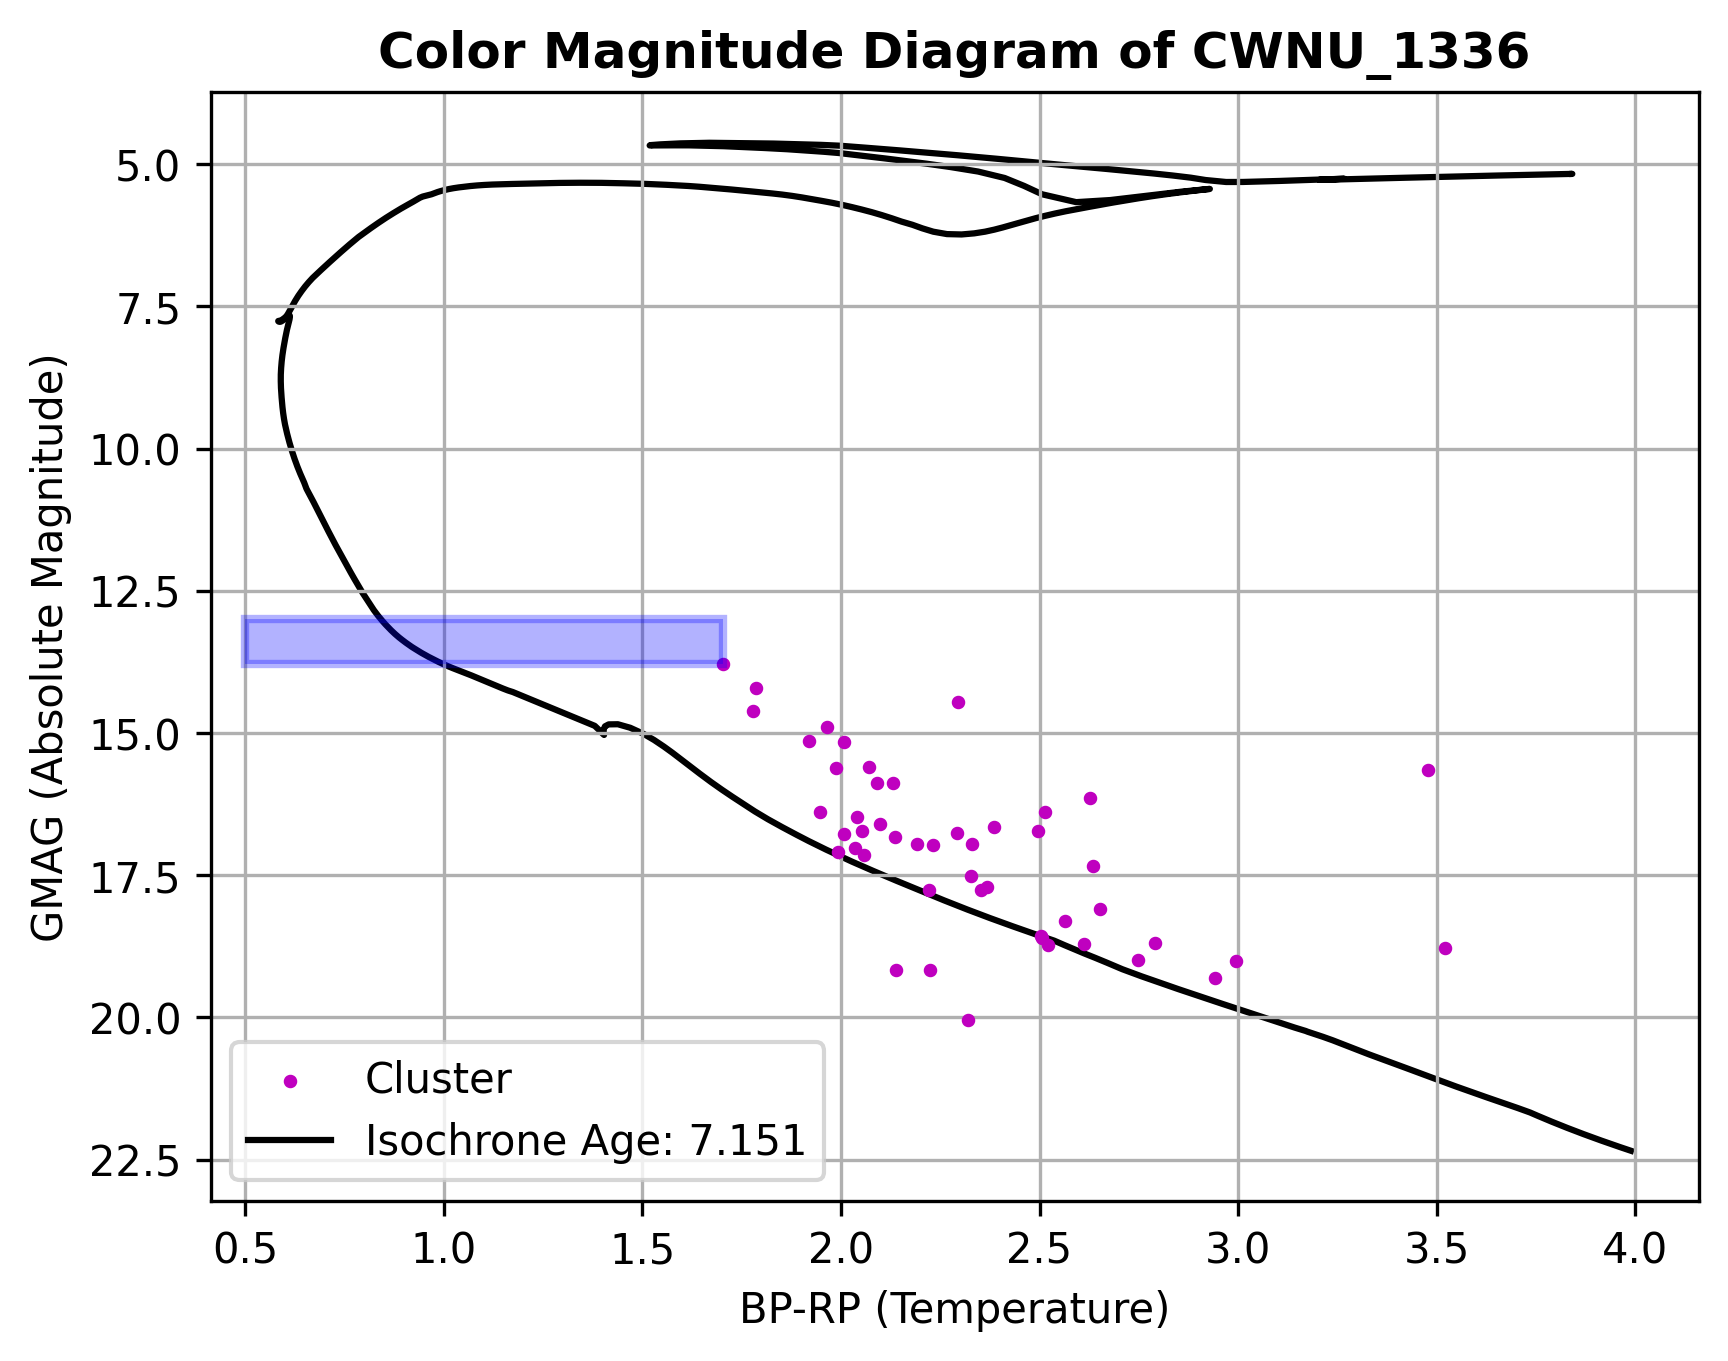 Color Magnitude Diagram of CWNU_1336
GMAG (Absolute Magnitude)
5.0
7.5
10.0
12.5
15.0
17.5
20.0
22.5
Cluster
Isochrone Age: 7.151
0.5 1.0 1.5 2.0 2.5 3.0 3.5 4.0
BP-RP (Temperature)